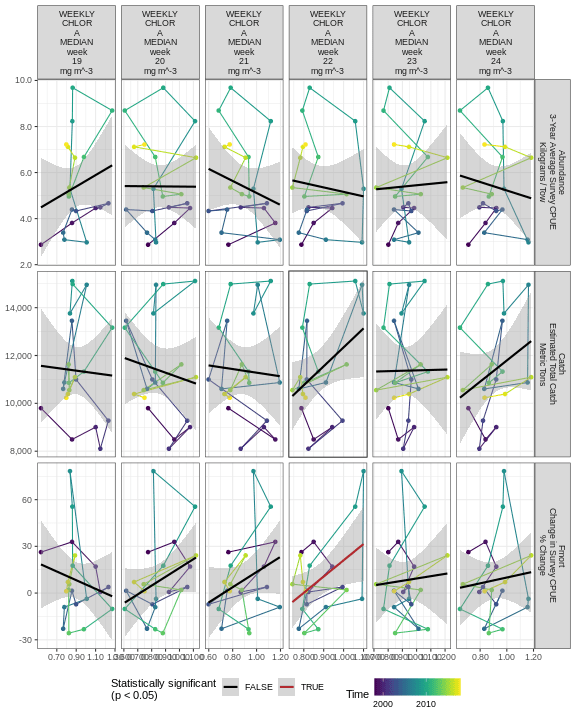 WEEKLY WEEKLY WEEKLY WEEKLY WEEKLY WEEKLY
CHLOR CHLOR CHLOR CHLOR CHLOR CHLOR
A A A A A A
MEDIAN MEDIAN MEDIAN MEDIAN MEDIAN MEDIAN
week week week week week week
19 20 21 22 23 24
mg m^-3 mg m^-3 mg m^-3 mg m^-3 mg m^-3 mg m^-3
10.0
8.0
6.0
4.0
2.0
Abundance
3-Year Average Survey CPUE
Kilograms / Tow
14,000
12,000
10,000
8,000
Catch
Estimated Total Catch
Metric Tons
60
30
0
-30
Fmort
Change in Survey CPUE
% Change
0.70 0.90 1.10 0.80 1.00 1.20 0.80 1.00 1.20
Statistically significant
(p < 0.05)
FALSE TRUE
Time
2000 2010